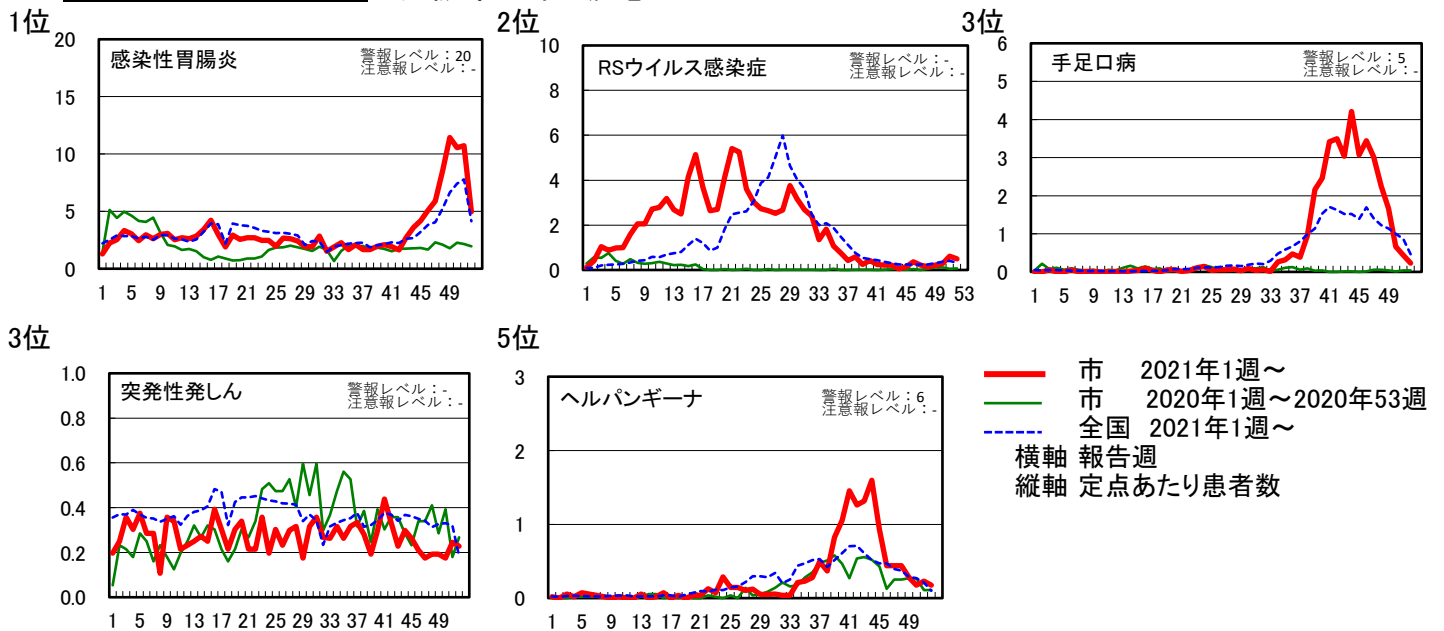 1位
感染性胃腸炎
警報レベル：20
注意報レベル：-
20
15
10
5
0
1 5 9 13 17 21 25 29 33 37 41 45 49
2位
RSウイルス感染症
警報レベル：-
注意報レベル：-
10
8
6
4
2
0
1 5 9 13 17 21 25 29 33 37 41 45 49 53
3位
手足口病
警報レベル：5
注意報レベル：-
6
5
4
3
2
1
0
1 5 9 13 17 21 25 29 33 37 41 45 49
3位
突発性発しん
警報レベル：-
注意報レベル：-
1.0
0.8
0.6
0.4
0.2
0.0
1 5 9 13 17 21 25 29 33 37 41 45 49
5位
ヘルパンギーナ
警報レベル：6
注意報レベル：-
3
2
1
0
1 5 9 13 17 21 25 29 33 37 41 45 49
市 2021年1週～
市 2020年1週～2020年53週
全国 2021年1週～
横軸 報告週
縦軸 定点あたり患者数